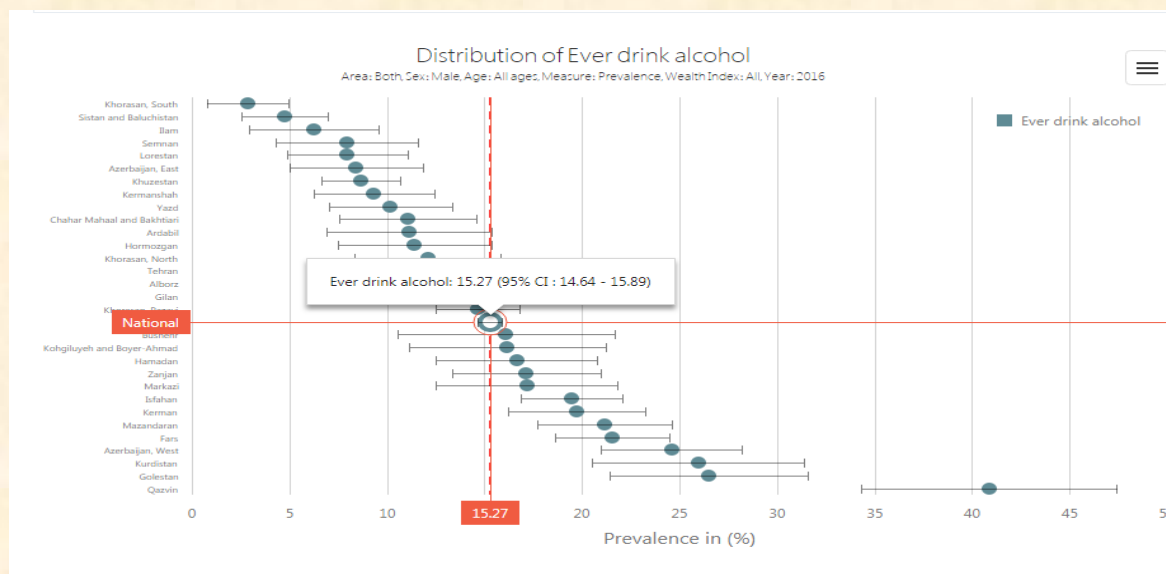 Distribution of Ever drink alcohol
Area: Both, Sex: Male, Age: All ages, Measure: Prevalence, Wealth Index: All, Year: 2016
Ever drink alcohol
Khorasan, South
Sistan and Baluchistan
Ilam
Semnan
Lorestan
Azerbaijan, East
Khuzestan
Kermanshah
Yazd
Chahar Mahaal and Bakhtiari
Ardabil
Hormozgan
Khorasan, North
Tehran
Ever drink alcohol: 15.27 (95% CI : 14.64 - 15.89)
Alborz
Gilan
National
Bushehr
Kohgiluyeh and Boyer-Ahmad
Hamadan
Zanjan
Markazi
Isfahan
Kerman
Mazandaran
Fars
Azerbaijan, West
Kurdistan
Golestan
Qazvin
0 5 10 15.27 20 25 30 35 40 45
Prevalence in (%)